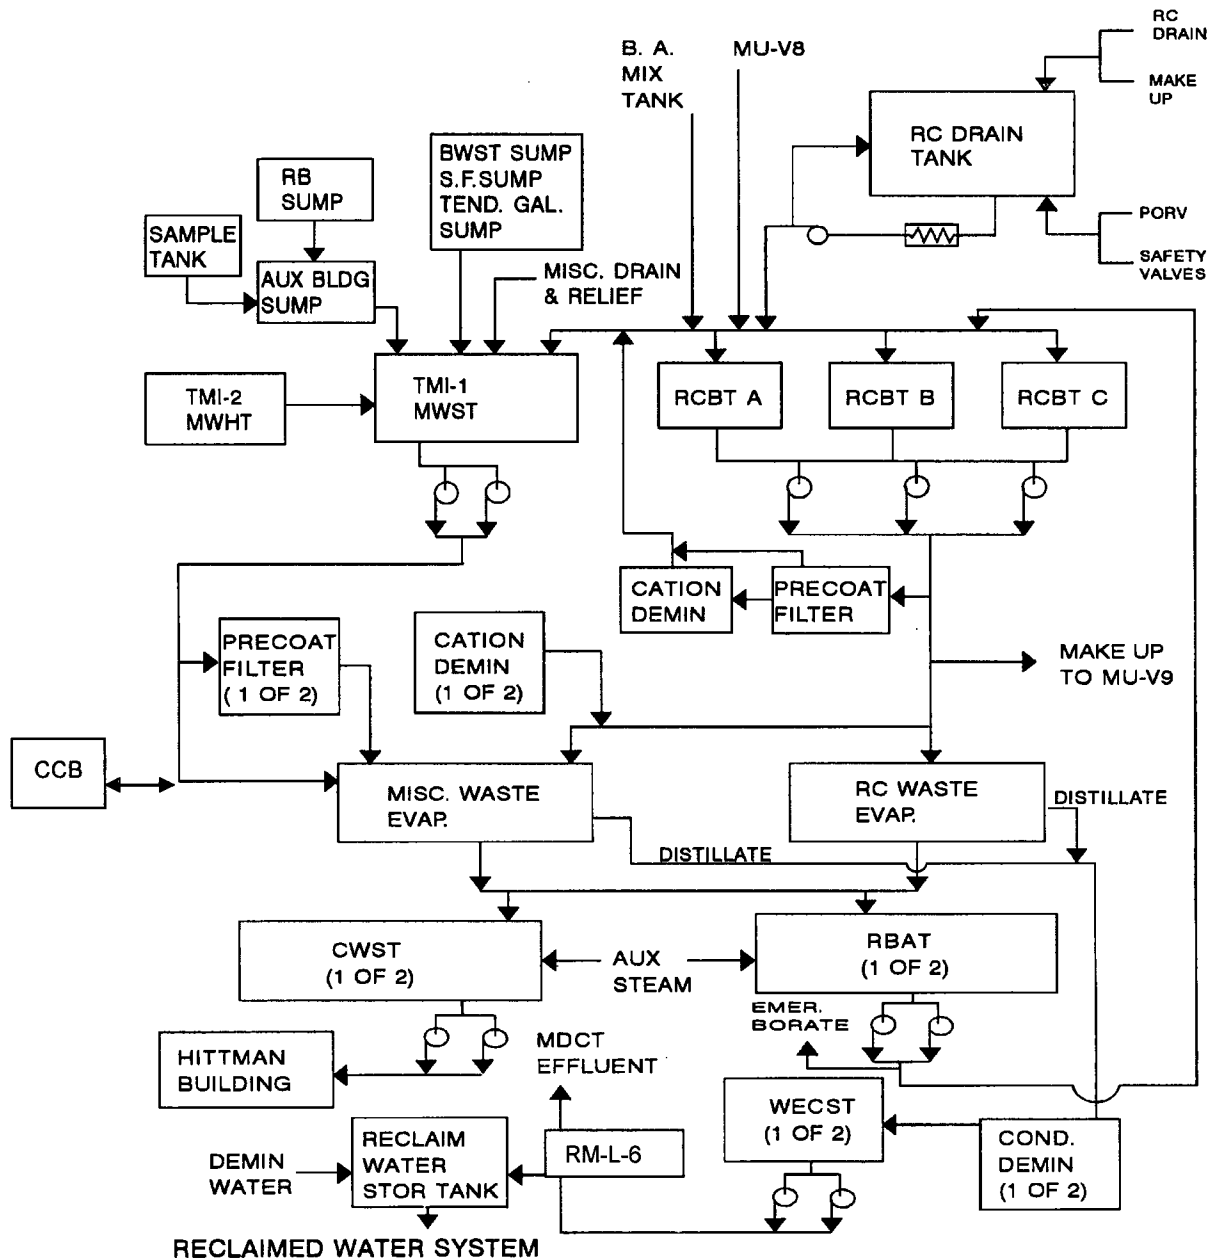 RC
DRAIN
MAKE
UP
B. A.
MIX
TANK
MU-V8
RC DRAIN
TANK
PORV
SAFETY
VALVES
BWST SUMP
S.F.SUMP
TEND. GAL.
SUMP
RB
SUMP
SAMPLE
TANK
AUX BLDG
SUMP
MISC. DRAIN
& RELIEF
TMI-2
MWHT
TMI-1
MWST
RCBT A
RCBT B
RCBT C
CATION
DEMIN
PRECOAT
FILTER
PRECOAT
FILTER
( 1 OF 2)
CATION
DEMIN
(1 OF 2)
MAKE UP
TO MU-V9
CCB
MISC. WASTE
EVAP.
RC WASTE
EVAP.
DISTILLATE
DISTILLATE
CWST
(1 OF 2)
AUX
STEAM
RBAT
(1 OF 2)
EMER.
BORATE
HITTMAN
BUILDING
MDCT
EFFLUENT
WECST
(1 OF 2)
COND.
DEMIN
(1 OF 2)
DEMIN
WATER
RECLAIM
WATER
STOR TANK
RM-L-6
RECLAIMED WATER SYSTEM